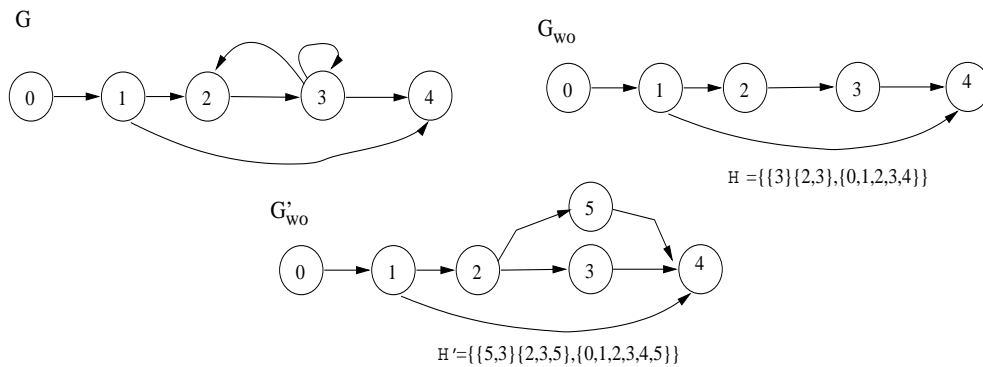 G
0 1 2 3 4
G_wo
0 1 2 3 4
H ={{3}{2,3},{0,1,2,3,4}}
G'_wo
5
0 1 2 3 4
H'={{5,3}{2,3,5},{0,1,2,3,4,5}}